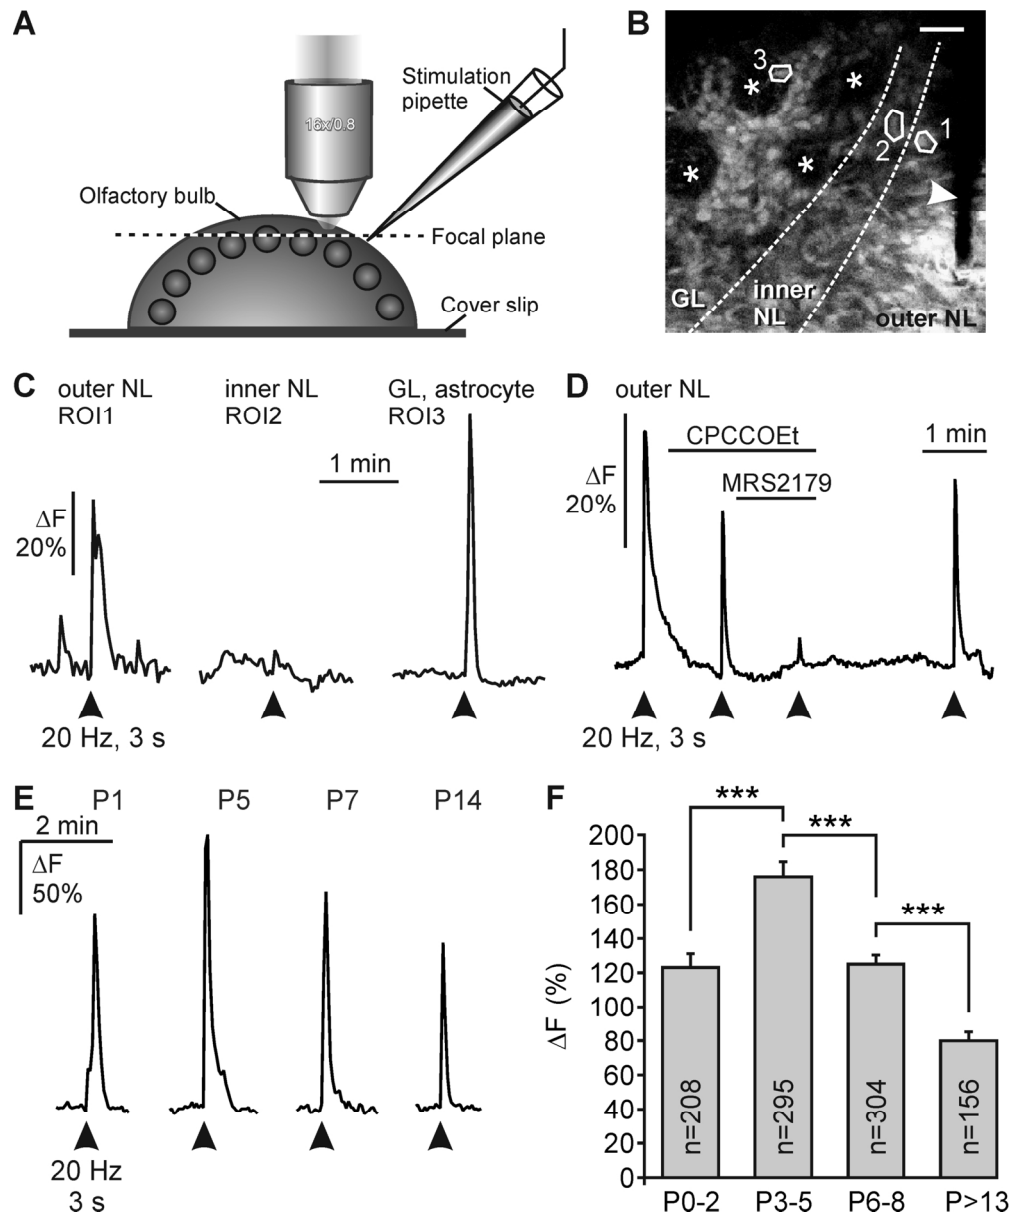 A
Stimulation
pipette
16x/0.8
Olfactory bulb
Focal plane
Cover slip
B
3
1
2
*
*
*
*
GL
inner
NL
outer NL
C
outer NL
ROI1
inner NL
ROI2
GL, astrocyte
ROI3
1 min
ΔF
20%
20 Hz, 3 s
D
outer NL
CPCCOEt
1 min
MRS2179
ΔF
20%
20 Hz, 3 s
E
P1
P5
P7
P14
2 min
ΔF
50%
20 Hz
3 s
F
***
***
***
200
180
160
140
120
100
80
60
40
20
0
ΔF (%)
n=208
n=295
n=304
n=156
P0-2
P3-5
P6-8
P>13